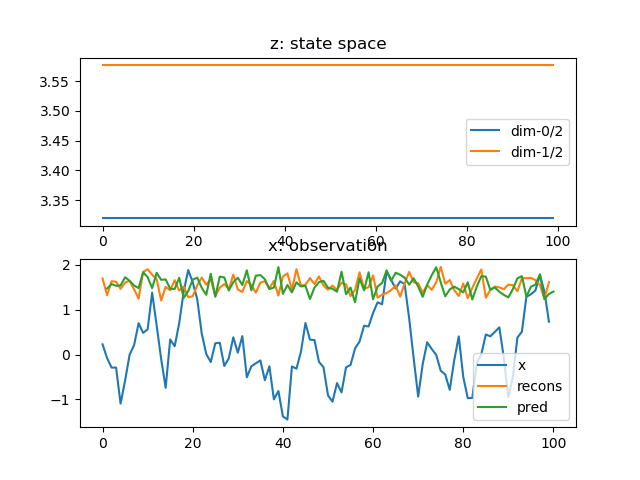 z: state space
3.55
3.50
3.45
3.40
3.35
dim-0/2
dim-1/2
0 20 40 60 80 100
x: observation
2
1
0
−1
x
recons
pred
0 20 40 60 80 100